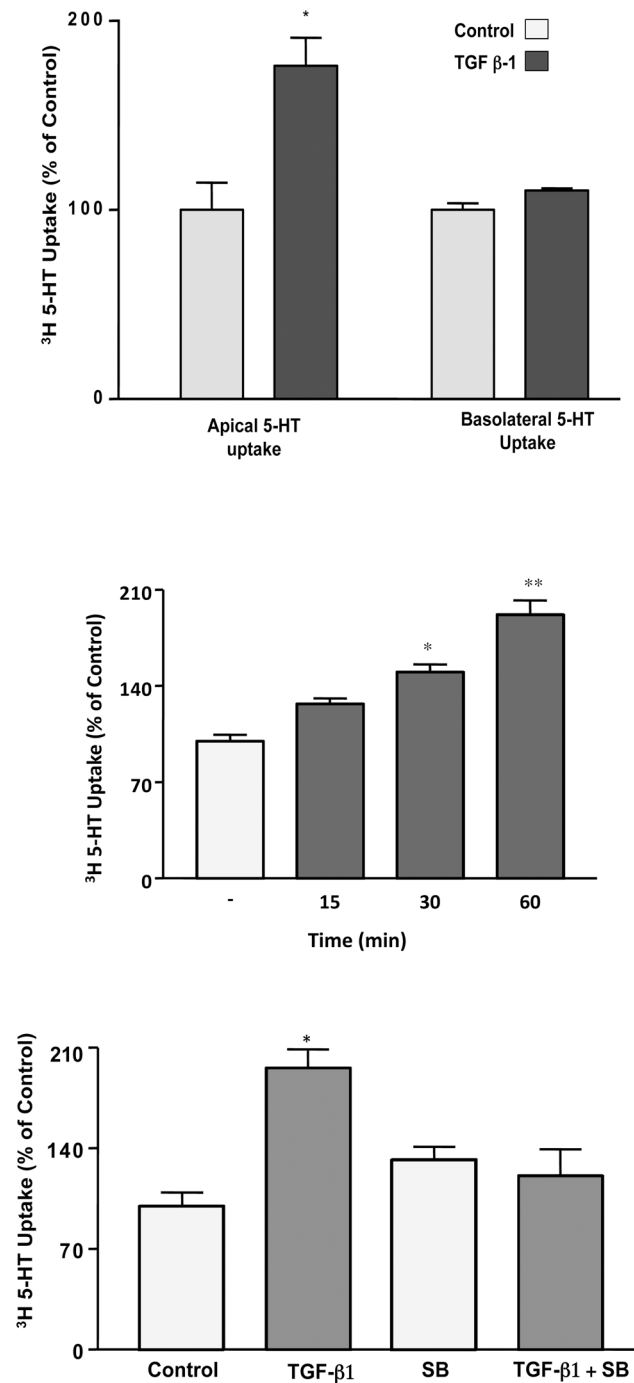 *
Control
TGF β-1
200
100
0
³H 5-HT Uptake (% of Control)
Apical 5-HT
uptake
Basolateral 5-HT
Uptake
**
*
210
140
70
0
³H 5-HT Uptake (% of Control)
- 15 30 60
Time (min)
*
210
140
70
0
³H 5-HT Uptake (% of Control)
Control TGF-β1 SB TGF-β1 + SB